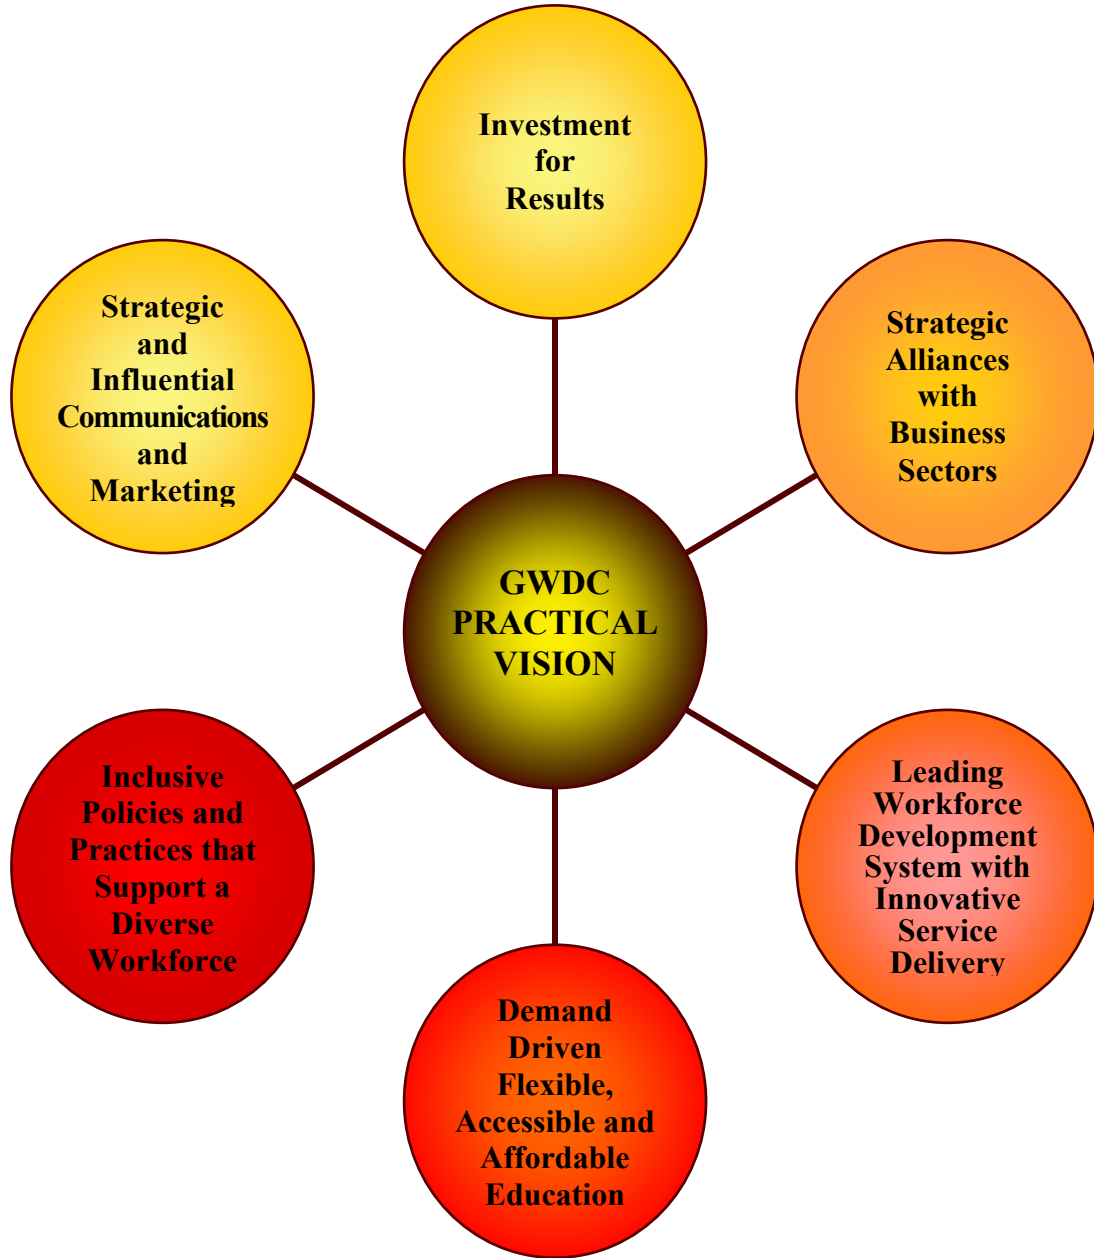 Investment
for
Results
Strategic
and
Influential
Communications
and
Marketing
Strategic
Alliances
with
Business
Sectors
GWDC
PRACTICAL
VISION
Inclusive
Policies and
Practices that
Support a
Diverse
Workforce
Leading
Workforce
Development
System with
Innovative
Service
Delivery
Demand
Driven
Flexible,
Accessible and
Affordable
Education